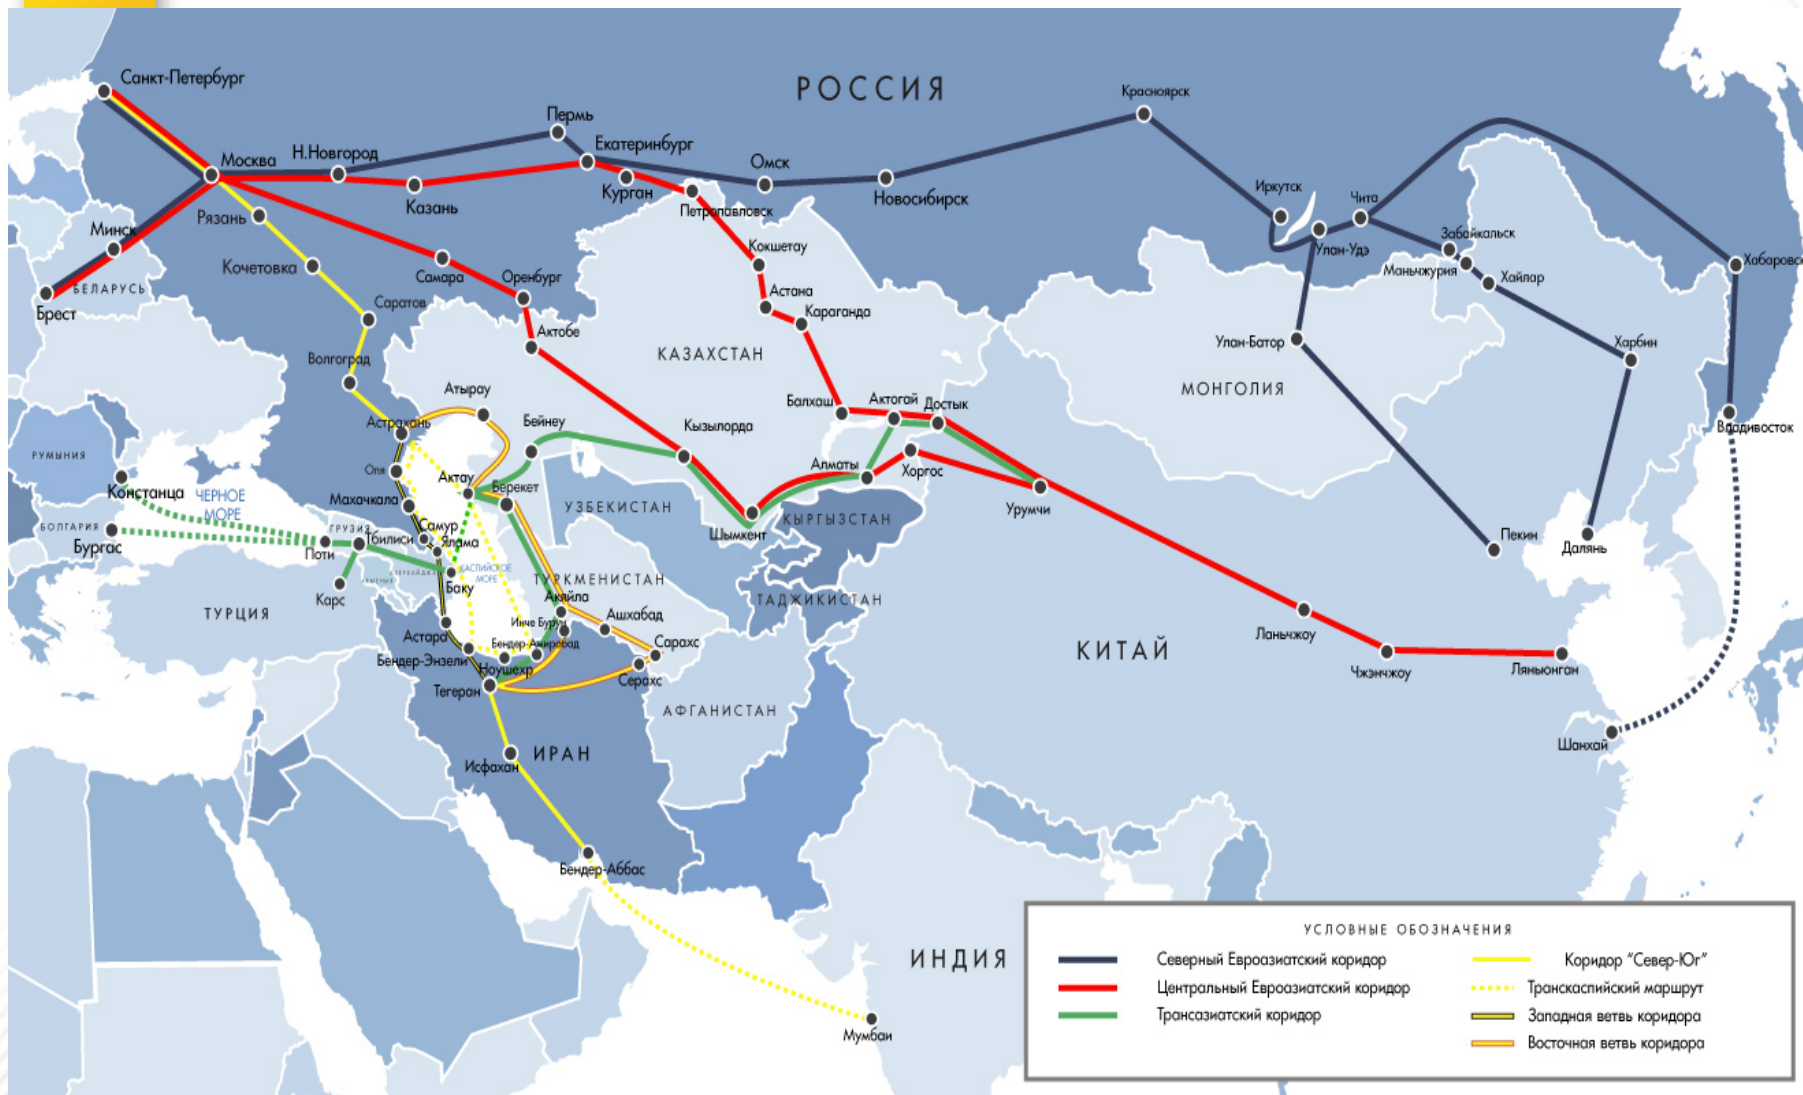 РОССИЯ
Санкт-Петербург
Красноярск
Пермь
Екатеринбург
Н.Новгород
Москва
Омск
Курган
Казань
Новосибирск
Петропавловск
Иркутск
Чита
Рязань
Минск
Улан-Удэ
Забайкальск
Маньчжурия
Хайлар
Хабаровск
Кочетовка
Самара
Оренбург
Кокшетау
БЕЛАРУСЬ
Брест
Саратов
Астана
Караганда
Актобе
КАЗАХСТАН
Улан-Батор
Харбин
Волгоград
МОНГОЛИЯ
Атырау
Балхаш
Актогай
Достык
Астрахань
Бейнеу
Кызылорда
Владивосток
РУМЫНИЯ
Оля
Актау
Алматы
Хоргос
Констанца
ЧЕРНОЕ
МОРЕ
Махачкала
Берекет
УЗБЕКИСТАН
КЫРГЫЗСТАН
Урумчи
БОЛГАРИЯ
Бургас
ГРУЗИЯ
Поти
Тбилиси
Самур
Ялама
Шымкент
Пекин
Далянь
КАСПИЙСКОЕ
МОРЕ
Баку
ТУРКМЕНИСТАН
Карс
ТАДЖИКИСТАН
ТУРЦИЯ
Акяйла
Ашхабад
Астара
Инче Бурун
Бендер-Амирабад
Сарахс
Бендер-Энзели
Ноушехр
Серахс
Тегеран
КИТАЙ
Ланьчжоу
Чжэнчжоу
Ляньюнган
АФГАНИСТАН
Шанхай
ИРАН
Исфахан
Бендер-Аббас
ИНДИЯ
Мумбаи
УСЛОВНЫЕ ОБОЗНАЧЕНИЯ
Северный Евроазиатский коридор
Центральный Евроазиатский коридор
Трансазиатский коридор
Коридор "Север-Юг"
Транскаспийский маршрут
Западная ветвь коридора
Восточная ветвь коридора